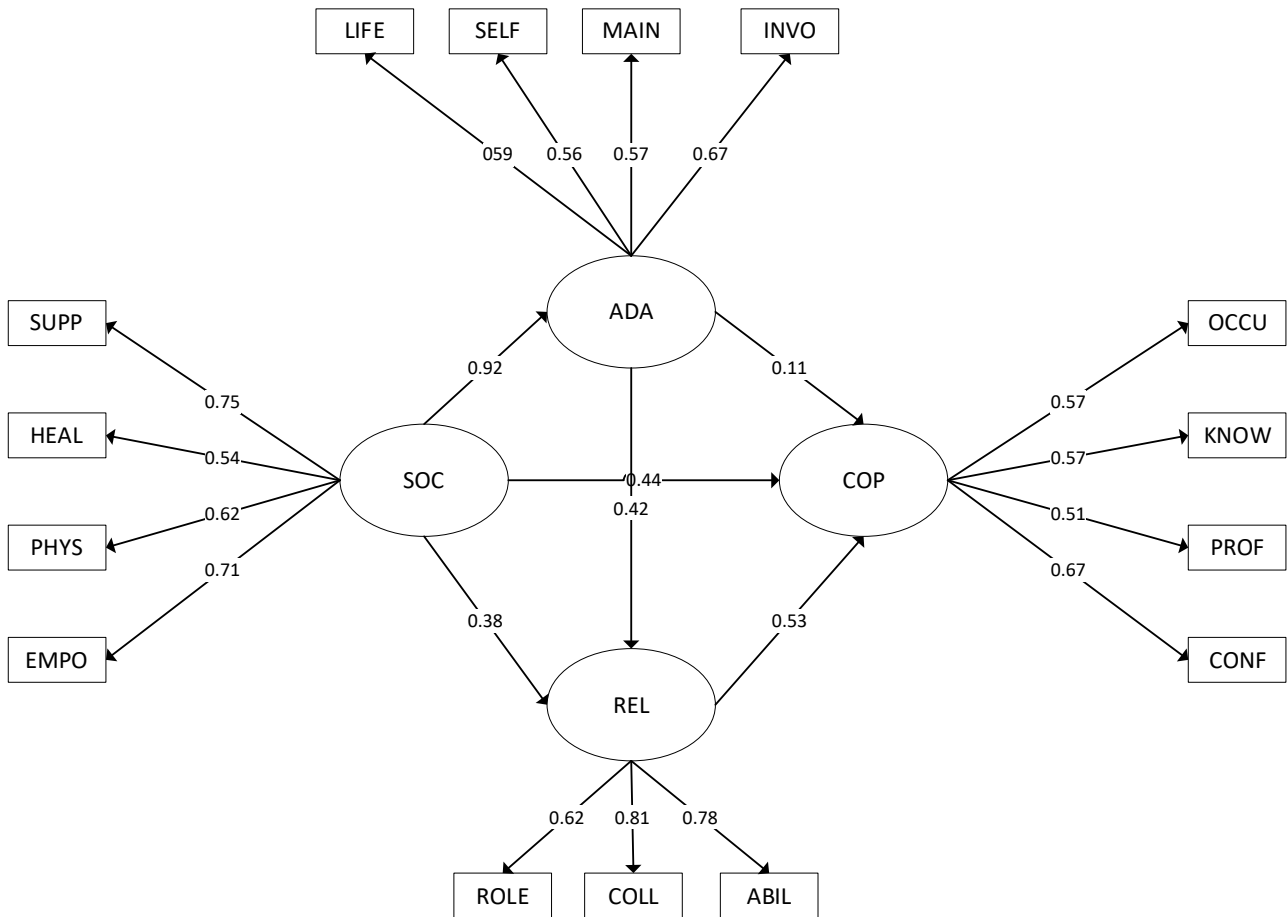 LIFE SELF MAIN INVO
059 0.56 0.57 0.67
SUPP ADA OCCU
0.92 0.11
0.75 0.57
HEAL KNOW
0.54 0.57
SOC 0.44 COP
0.62 0.42 0.51
PHYS PROF
0.71 0.67
0.38 0.53
EMPO CONF
REL
0.62 0.81 0.78
ROLE COLL ABIL